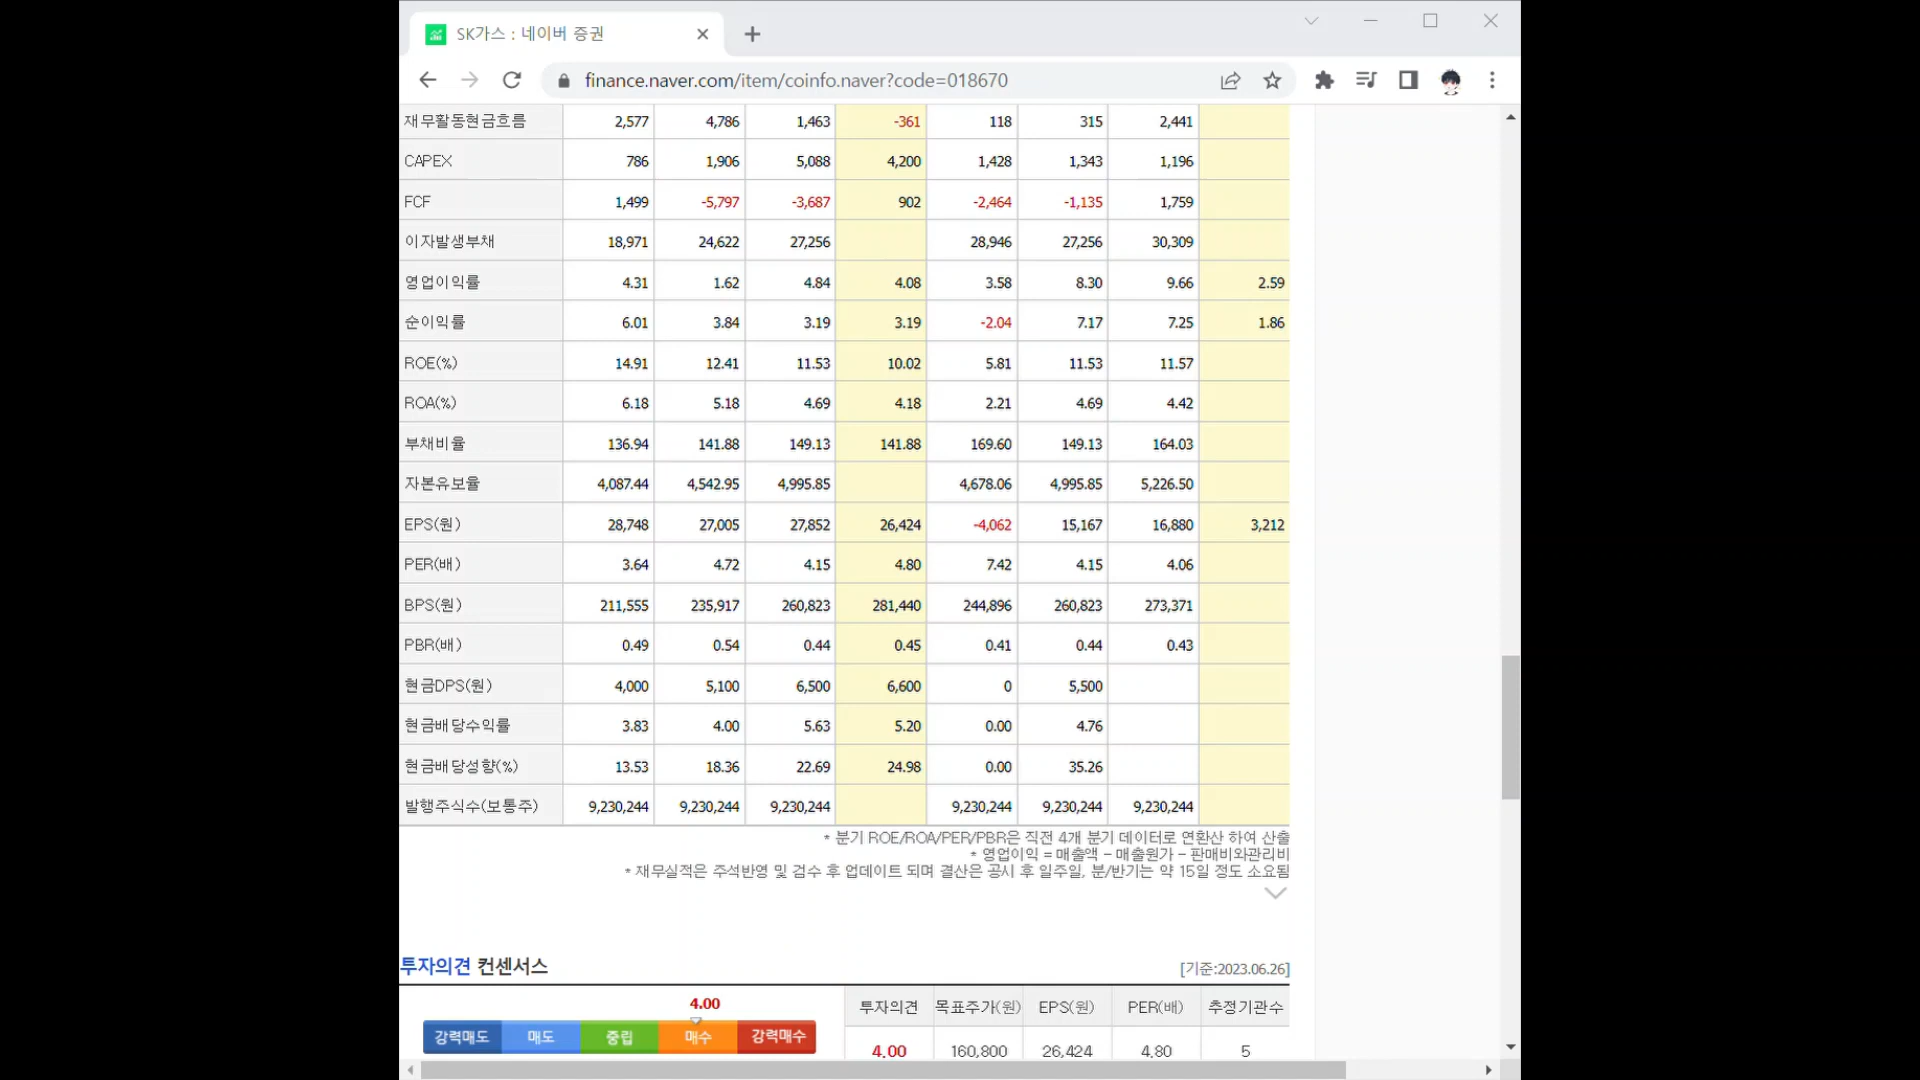 SK가스 : 네이버 증권
finance.naver.com/item/coinfo.naver?code=018670
재무활동현금흐름 2,577 4,786 1,463 -361 118 315 2,441
CAPEX 786 1,906 5,088 4,200 1,428 1,343 1,196
FCF 1,499 -5,797 -3,687 902 -2,464 -1,135 1,759
이자발생부채 18,971 24,622 27,256 28,946 27,256 30,309
영업이익률 4.31 1.62 4.84 4.08 3.58 8.30 9.66 2.59
순이익률 6.01 3.84 3.19 3.19 -2.04 7.17 7.25 1.86
ROE(%) 14.91 12.41 11.53 10.02 5.81 11.53 11.57
ROA(%) 6.18 5.18 4.69 4.18 2.21 4.69 4.42
부채비율 136.94 141.88 149.13 141.88 169.60 149.13 164.03
자본유보율 4,087.44 4,542.95 4,995.85 4,678.06 4,995.85 5,226.50
EPS(원) 28,748 27,005 27,852 26,424 -4,062 15,167 16,880 3,212
PER(배) 3.64 4.72 4.15 4.80 7.42 4.15 4.06
BPS(원) 211,555 235,917 260,823 281,440 244,896 260,823 273,371
PBR(배) 0.49 0.54 0.44 0.45 0.41 0.44 0.43
현금DPS(원) 4,000 5,100 6,500 6,600 0 5,500
현금배당수익률 3.83 4.00 5.63 5.20 0.00 4.76
현금배당성향(%) 13.53 18.36 22.69 24.98 0.00 35.26
발행주식수(보통주) 9,230,244 9,230,244 9,230,244 9,230,244 9,230,244 9,230,244
* 분기 ROE/ROA/PER/PBR은 직전 4개 분기 데이터로 연환산 하여 산출
* 영업이익 = 매출액 - 매출원가 - 판매비와관리비
* 재무실적은 주석반영 및 검수 후 업데이트 되며 결산은 공시 후 일주일, 분/반기는 약 15일 정도 소요됨
투자의견 컨센서스 [기준:2023.06.26]
4.00
강력매도 매도 중립 매수 강력매수
투자의견 목표주가(원) EPS(원) PER(배) 추정기관수
4.00 160,800 26,424 4.80 5